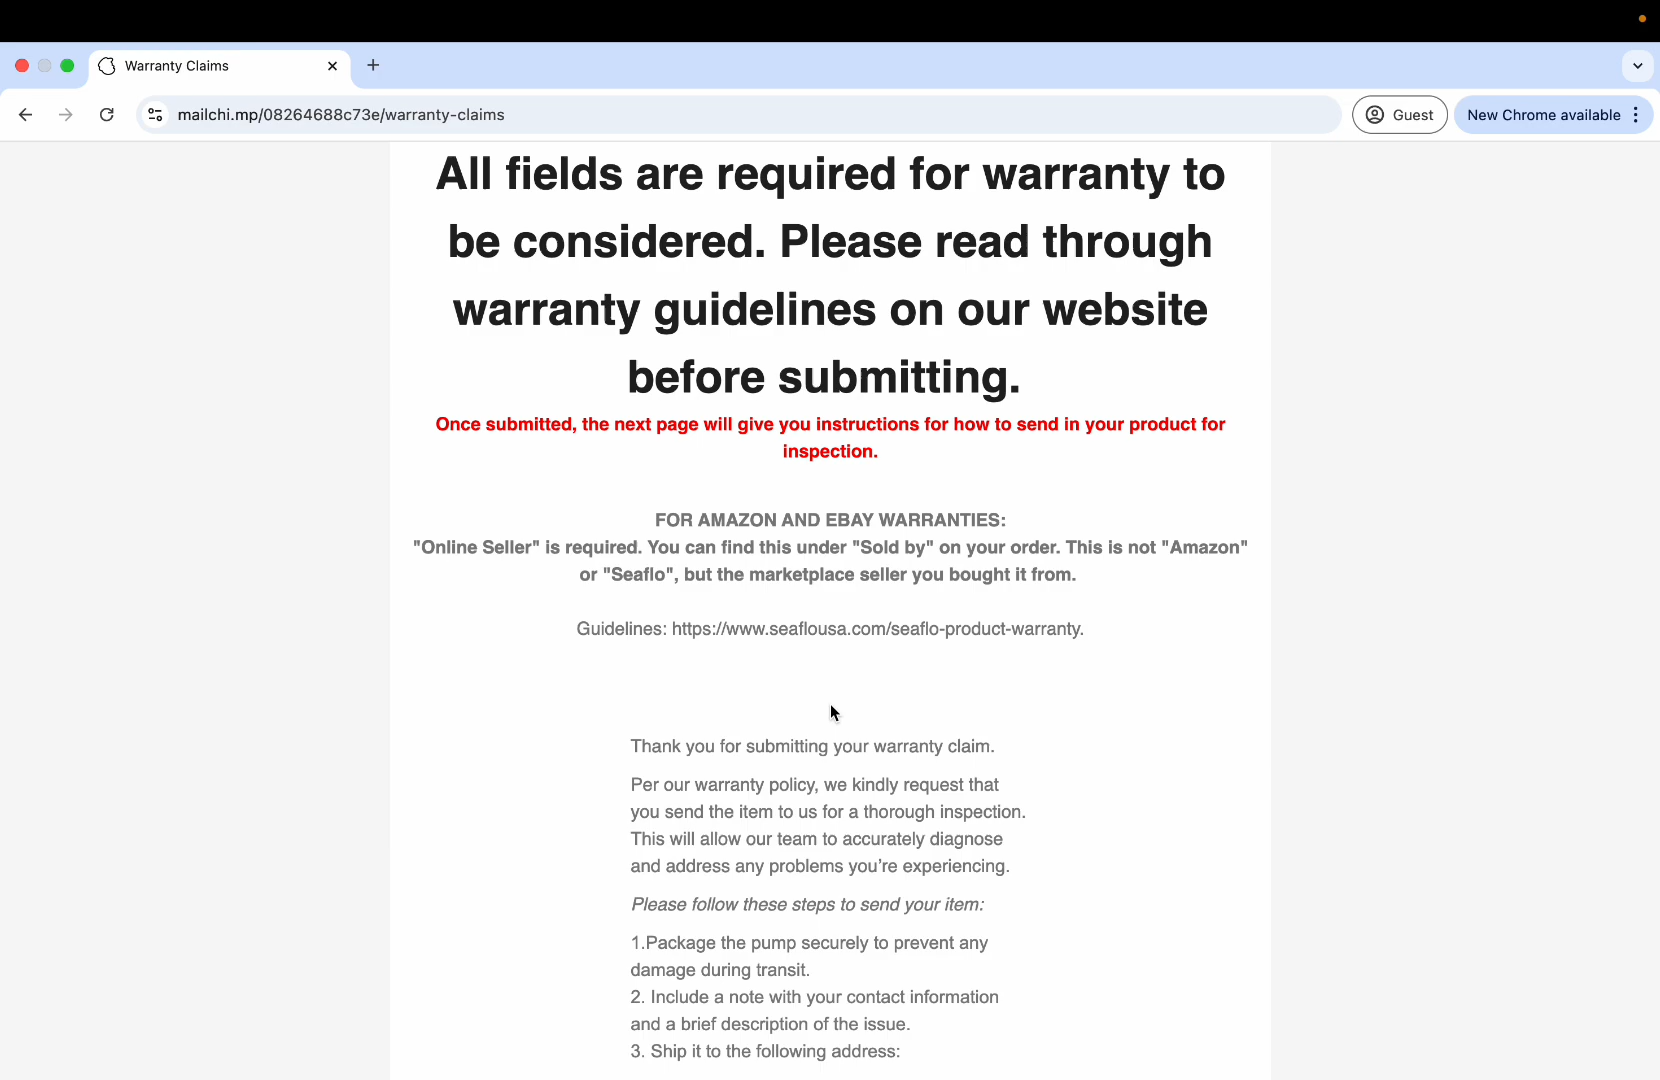 Warranty Claims
mailchi.mp/08264688c73e/warranty-claims
Guest
New Chrome available
All fields are required for warranty to
be considered. Please read through
warranty guidelines on our website
before submitting.
Once submitted, the next page will give you instructions for how to send in your product for
inspection.
FOR AMAZON AND EBAY WARRANTIES:
"Online Seller" is required. You can find this under "Sold by" on your order. This is not "Amazon"
or "Seaflo", but the marketplace seller you bought it from.
Guidelines: https://www.seaflousa.com/seaflo-product-warranty.
Thank you for submitting your warranty claim.
Per our warranty policy, we kindly request that
you send the item to us for a thorough inspection.
This will allow our team to accurately diagnose
and address any problems you’re experiencing.
Please follow these steps to send your item:
1.Package the pump securely to prevent any
damage during transit.
2. Include a note with your contact information
and a brief description of the issue.
3. Ship it to the following address: